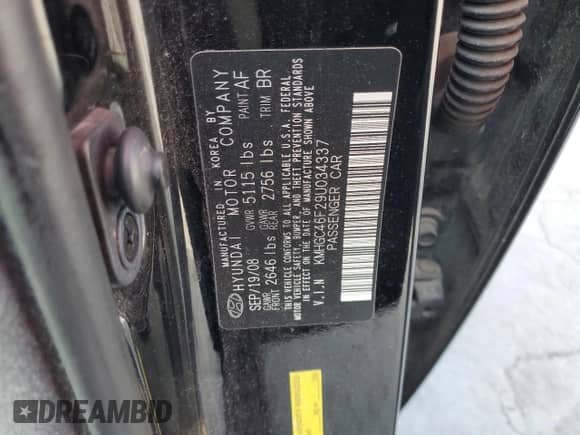 MANUFACTURED IN KOREA BY
HYUNDAI MOTOR COMPANY
SEP/19/08 GVWR 5115 lbs PAINT AF
GAWR FRONT 2646 lbs GAWR REAR 2756 lbs TRIM BR
THIS VEHICLE CONFORMS TO ALL APPLICABLE U.S.A. FEDERAL
MOTOR VEHICLE SAFETY, BUMPER, AND THEFT PREVENTION STANDARDS
IN EFFECT ON THE DATE OF MANUFACTURE SHOWN ABOVE
V.I.N KMHGC46F29U034337
PASSENGER CAR
DREAMBID